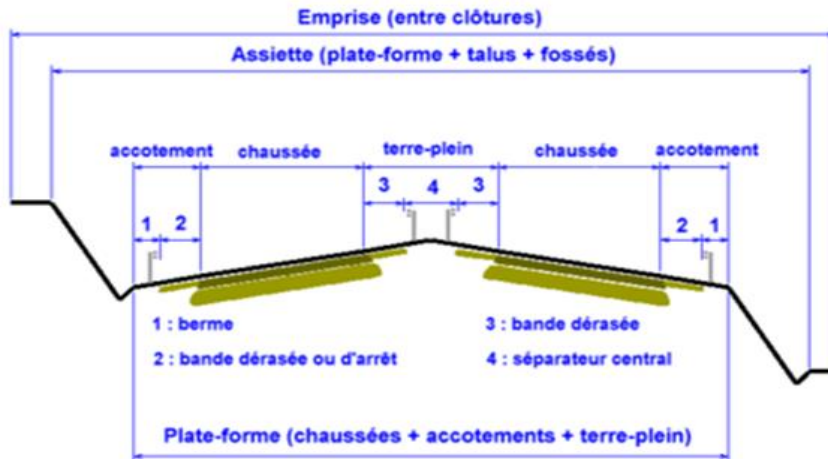 Emprise (entre clôtures)
Assiette (plate-forme + talus + fossés)
accotement chaussée terre-plein chaussée accotement
3 4 3
1 2 2 1
1 : berme 3 : bande dérasée
2 : bande dérasée ou d'arrêt 4 : séparateur central
Plate-forme (chaussées + accotements + terre-plein)